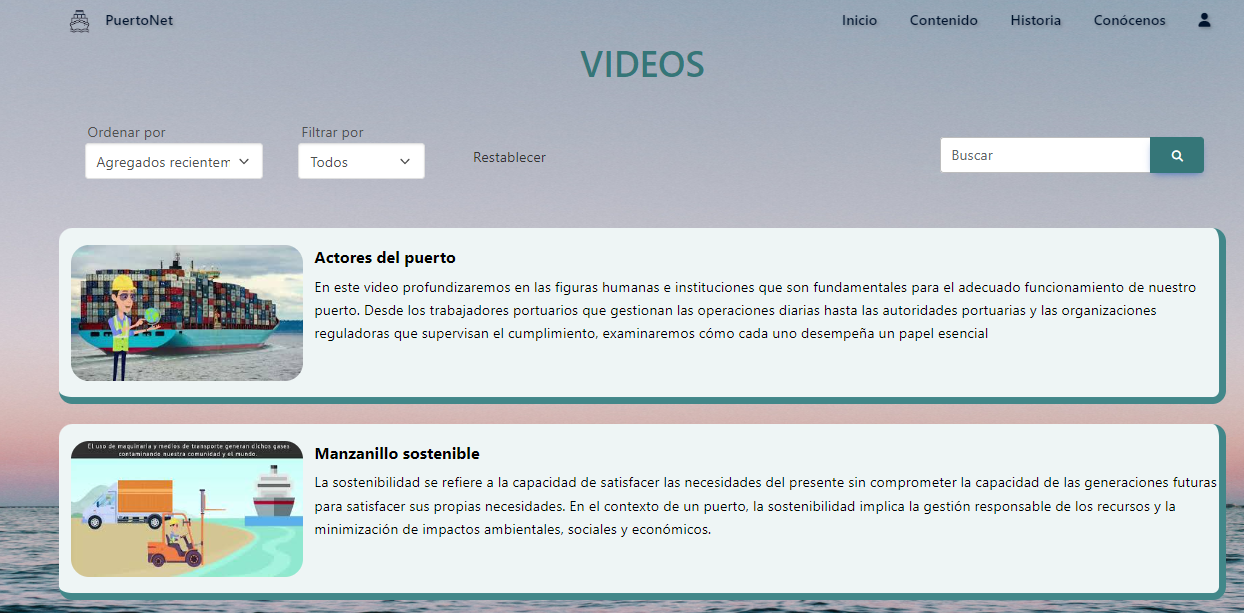 PuertoNet
Inicio
Contenido
Historia
Conócenos
VIDEOS
Ordenar por
Filtrar por
Agregados recientem
Todos
Restablecer
Buscar
Actores del puerto
En este video profundizaremos en las figuras humanas e instituciones que son fundamentales para el adecuado funcionamiento de nuestro
puerto. Desde los trabajadores portuarios que gestionan las operaciones diarias hasta las autoridades portuarias y las organizaciones
reguladoras que supervisan el cumplimiento, examinaremos cómo cada uno desempeña un papel esencial
El uso de maquinaria y medios de transporte generan dichos gases
contaminando nuestra comunidad y el mundo.
Manzanillo sostenible
La sostenibilidad se refiere a la capacidad de satisfacer las necesidades del presente sin comprometer la capacidad de las generaciones futuras
para satisfacer sus propias necesidades. En el contexto de un puerto, la sostenibilidad implica la gestión responsable de los recursos y la
minimización de impactos ambientales, sociales y económicos.